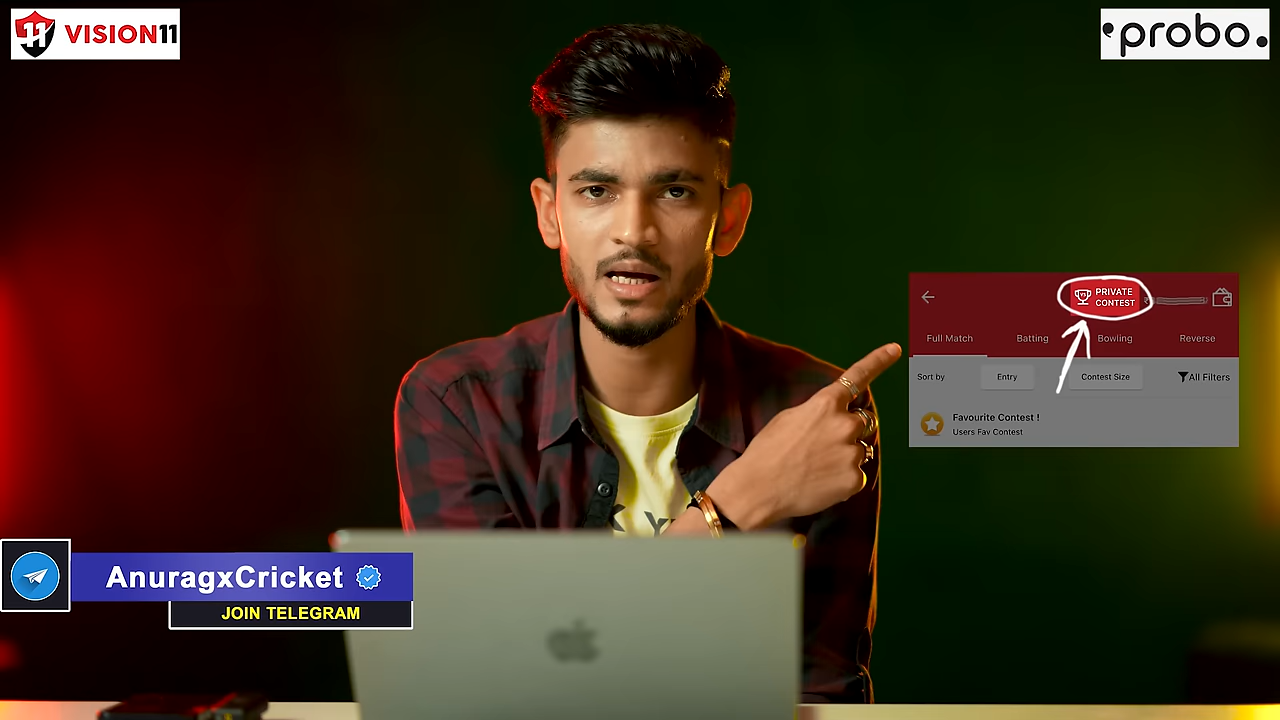 11 VISION11
probo.
PRIVATE
CONTEST
Full Match Batting Bowling Reverse
Sort by Entry Contest Size All Filters
Favourite Contest !
Users Fav Contest
AnuragxCricket
JOIN TELEGRAM